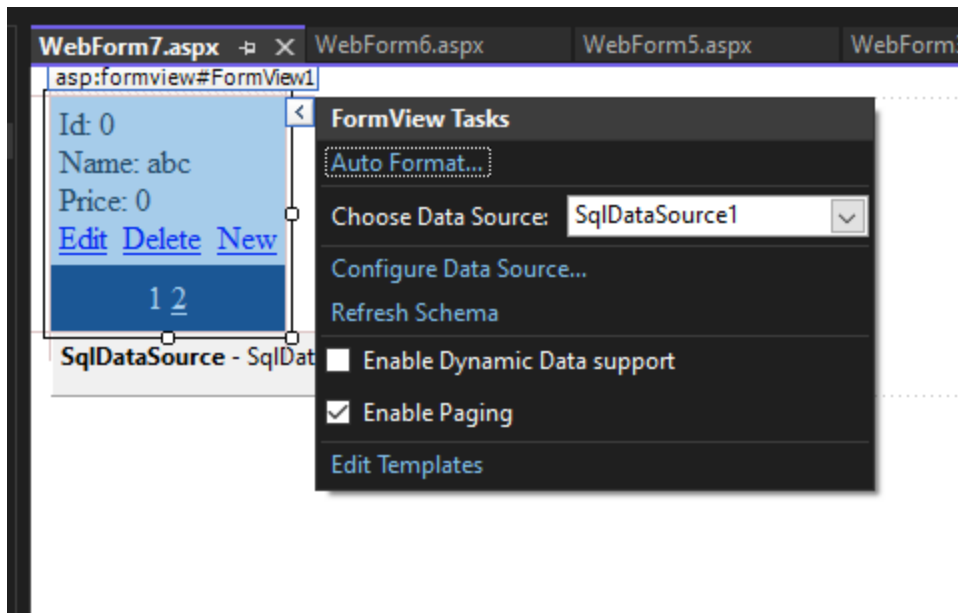 WebForm7.aspx WebForm6.aspx WebForm5.aspx WebForm
asp:formview#FormView1
Id: 0
Name: abc
Price: 0
Edit Delete New
1 2
SqlDataSource - SqlDat
FormView Tasks
Auto Format...
Choose Data Source: SqlDataSource1
Configure Data Source...
Refresh Schema
Enable Dynamic Data support
Enable Paging
Edit Templates